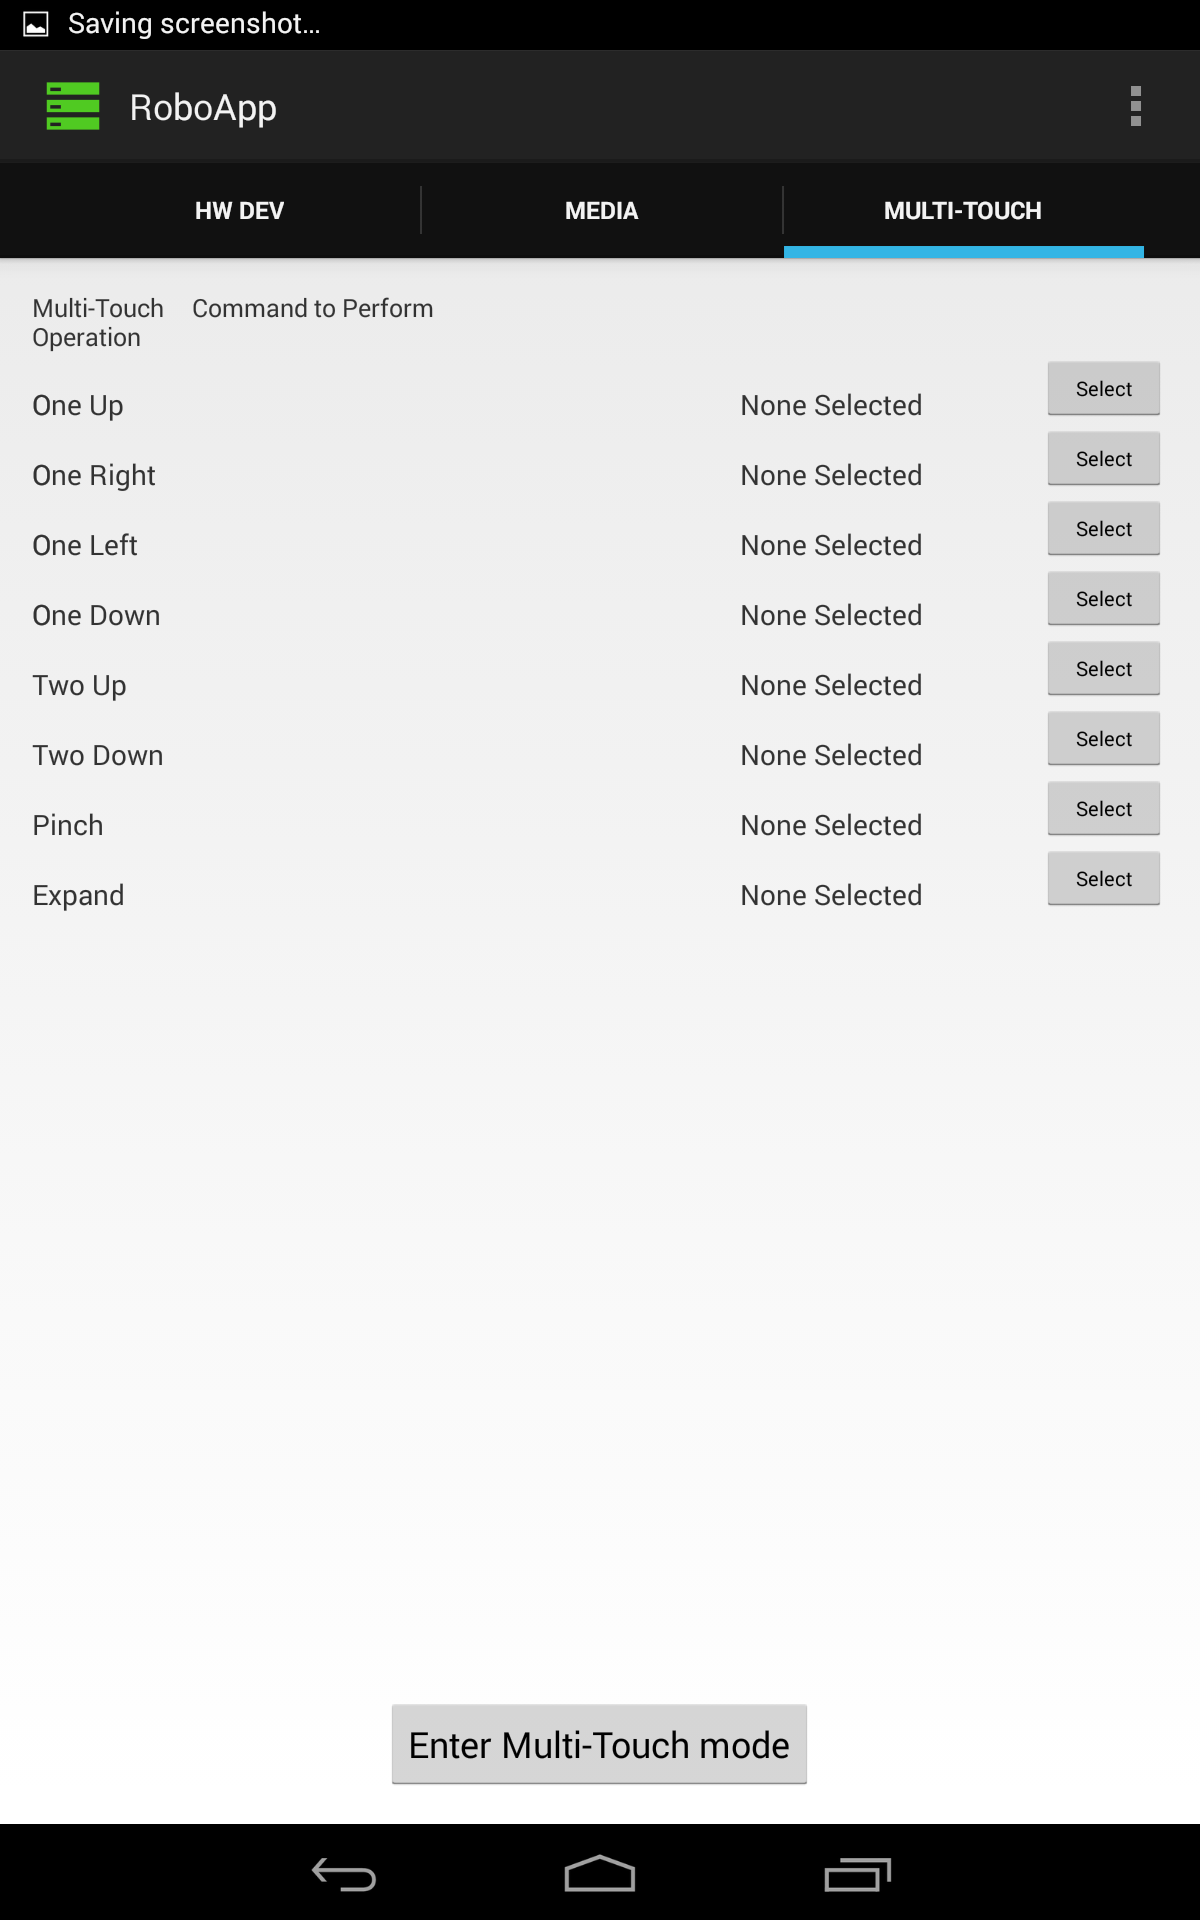 Saving screenshot...
RoboApp
HW DEV MEDIA MULTI-TOUCH
Multi-Touch Operation Command to Perform
One Up None Selected Select
One Right None Selected Select
One Left None Selected Select
One Down None Selected Select
Two Up None Selected Select
Two Down None Selected Select
Pinch None Selected Select
Expand None Selected Select
Enter Multi-Touch mode